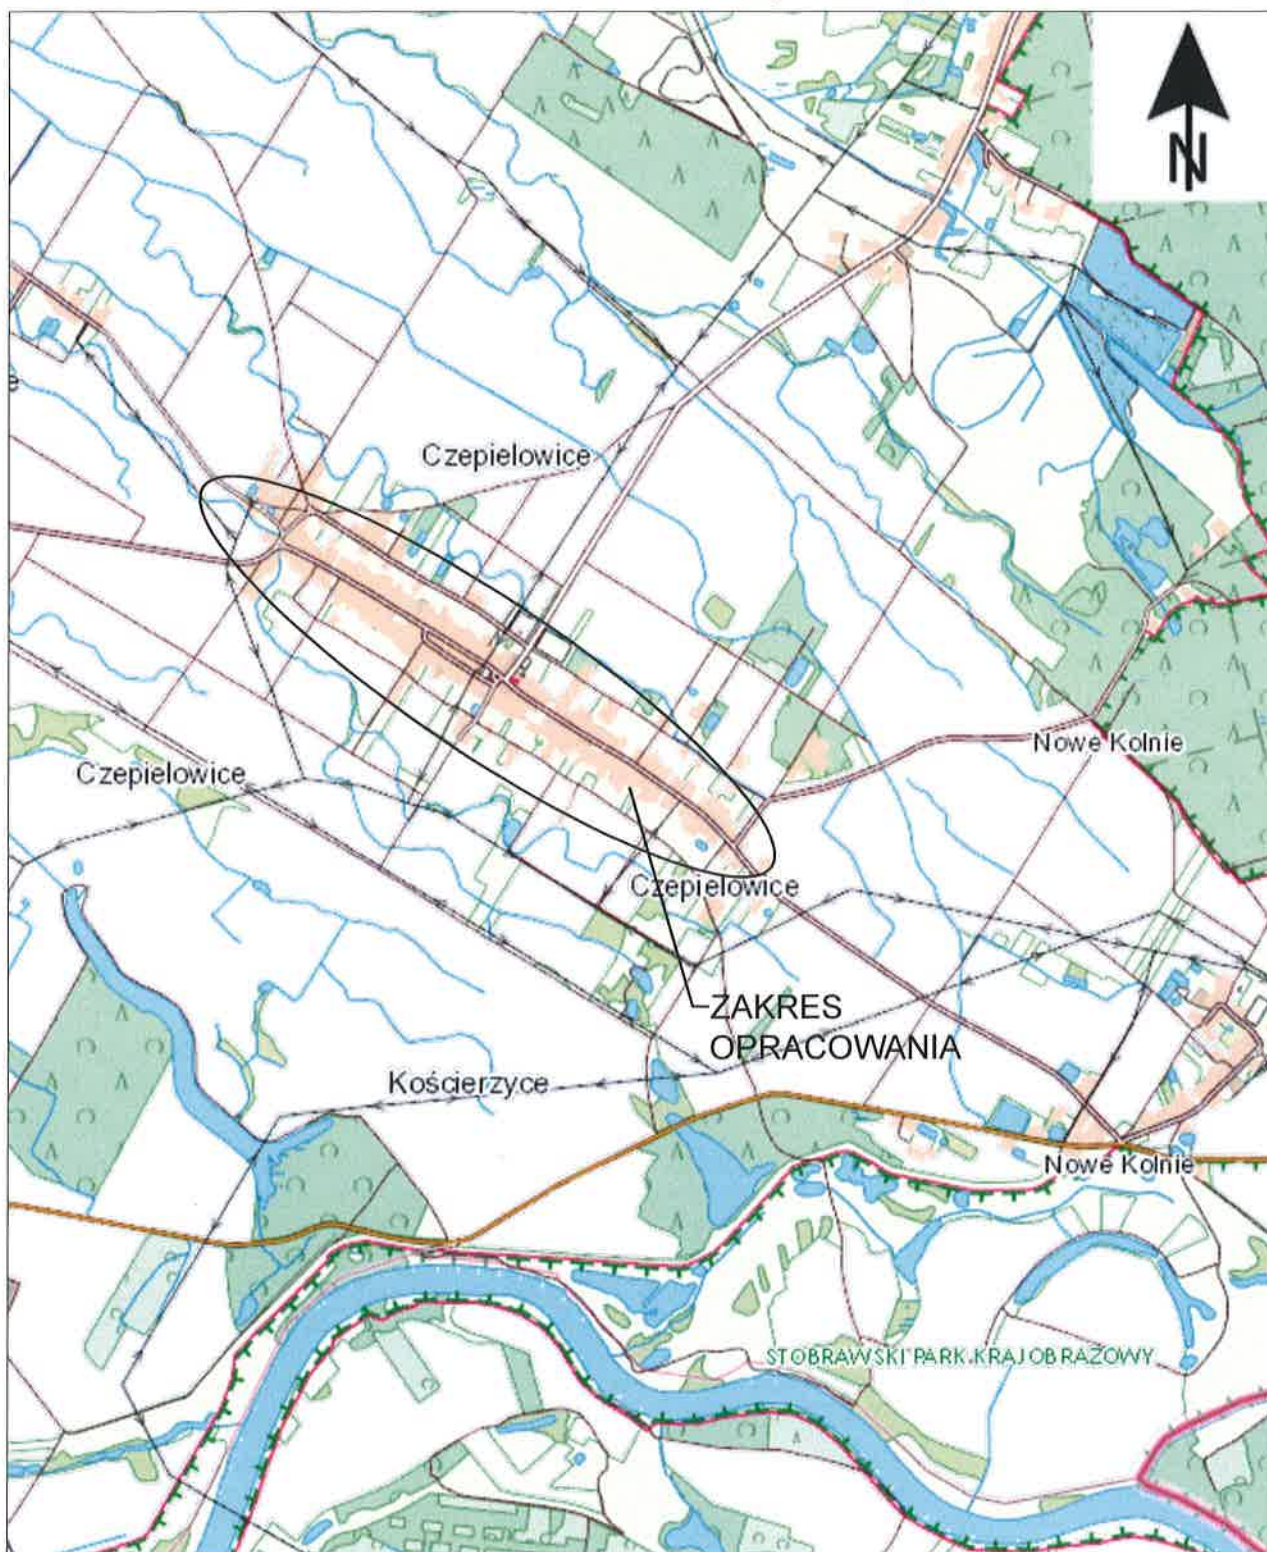 N
Czepielowice
Nowe Kolnie
Czepielowice
Czepielowice
ZAKRES
OPRACOWANIA
Kościerzyce
Nowe Kolnie
STOBRAWSKI PARK KRAJOBRAZOWY